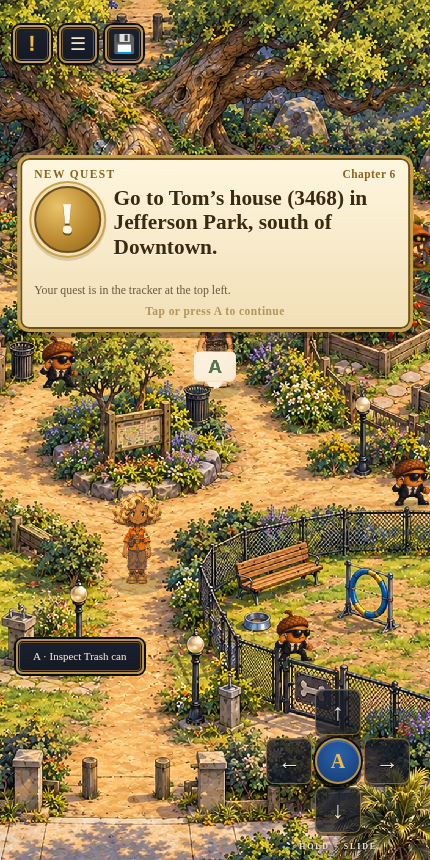 NEW QUEST
Chapter 6
Go to Tom’s house (3468) in
Jefferson Park, south of
Downtown.
Your quest is in the tracker at the top left.
Tap or press A to continue
A
A · Inspect Trash can
↑
← A →
↓
HOLD · SLIDE